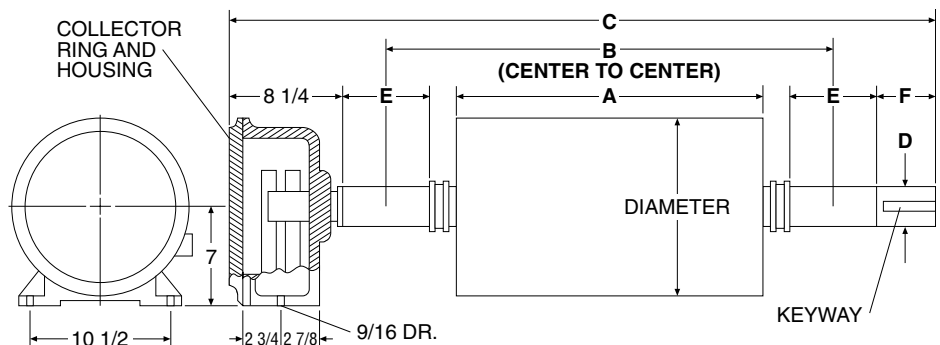 C
COLLECTOR
RING AND
HOUSING
B
(CENTER TO CENTER)
8 1/4
E
A
E
F
D
DIAMETER
7
KEYWAY
10 1/2
2 3/4
2 7/8
9/16 DR.